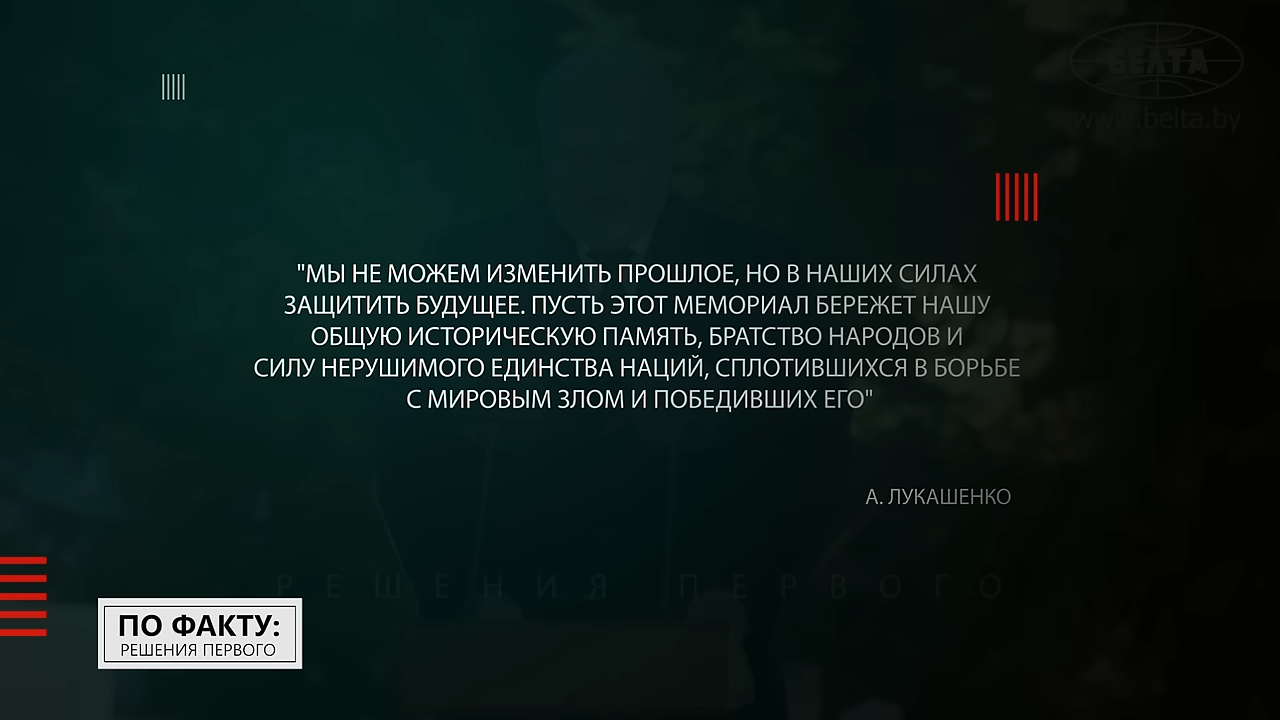 БЕЛТА
www.belta.by
"МЫ НЕ МОЖЕМ ИЗМЕНИТЬ ПРОШЛОЕ, НО В НАШИХ СИЛАХ
ЗАЩИТИТЬ БУДУЩЕЕ. ПУСТЬ ЭТОТ МЕМОРИАЛ БЕРЕЖЕТ НАШУ
ОБЩУЮ ИСТОРИЧЕСКУЮ ПАМЯТЬ, БРАТСТВО НАРОДОВ И
СИЛУ НЕРУШИМОГО ЕДИНСТВА НАЦИЙ, СПЛОТИВШИХСЯ В БОРЬБЕ
С МИРОВЫМ ЗЛОМ И ПОБЕДИВШИХ ЕГО"
А. ЛУКАШЕНКО
РЕШЕНИЯ ПЕРВОГО
ПО ФАКТУ:
РЕШЕНИЯ ПЕРВОГО